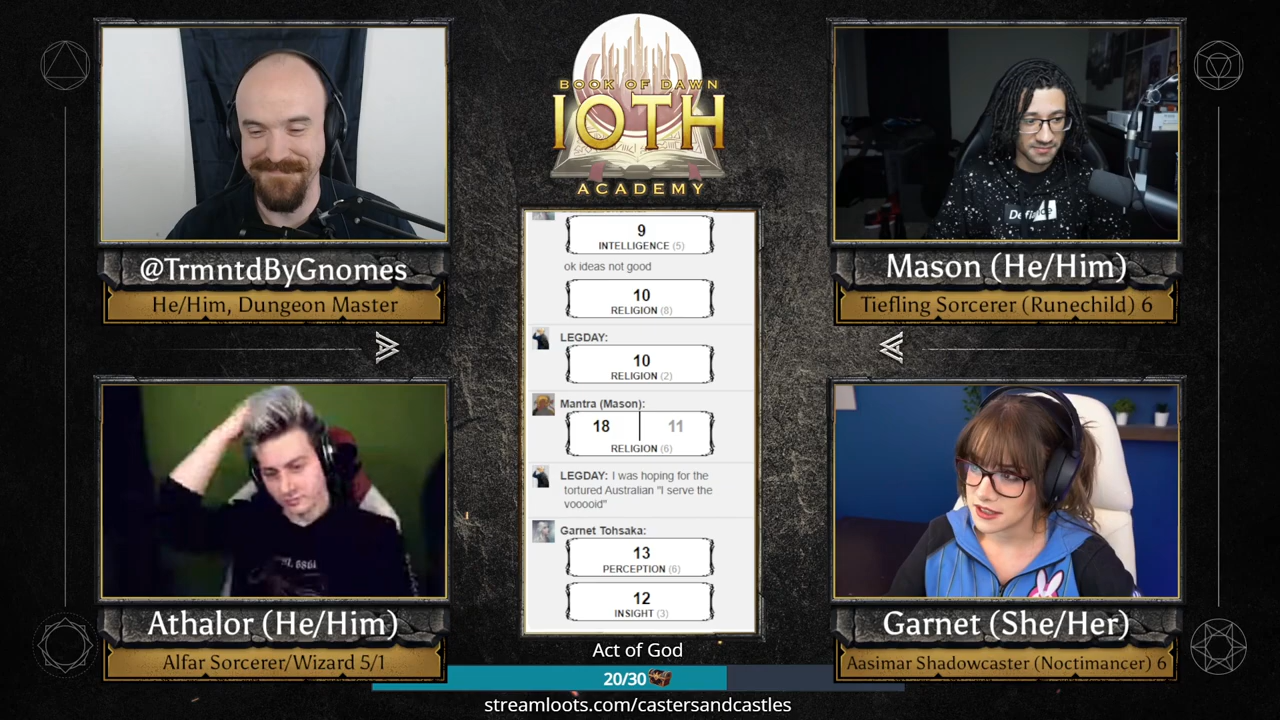 @TrmntdByGnomes
He/Him, Dungeon Master
BOOK OF DAWN
IOTH
ACADEMY
Mason (He/Him)
Tiefling Sorcerer (Runechild) 6
9
INTELLIGENCE (5)
ok ideas not good
10
RELIGION (8)
LEGDAY:
10
RELIGION (2)
Mantra (Mason):
18 11
RELIGION (6)
LEGDAY: I was hoping for the
tortured Australian "I serve the
vooooid"
Garnet Tohsaka:
13
PERCEPTION (6)
12
INSIGHT (3)
Athalor (He/Him)
Alfar Sorcerer/Wizard 5/1
Garnet (She/Her)
Aasimar Shadowcaster (Noctimancer) 6
Act of God
20/30
streamloots.com/castersandcastles